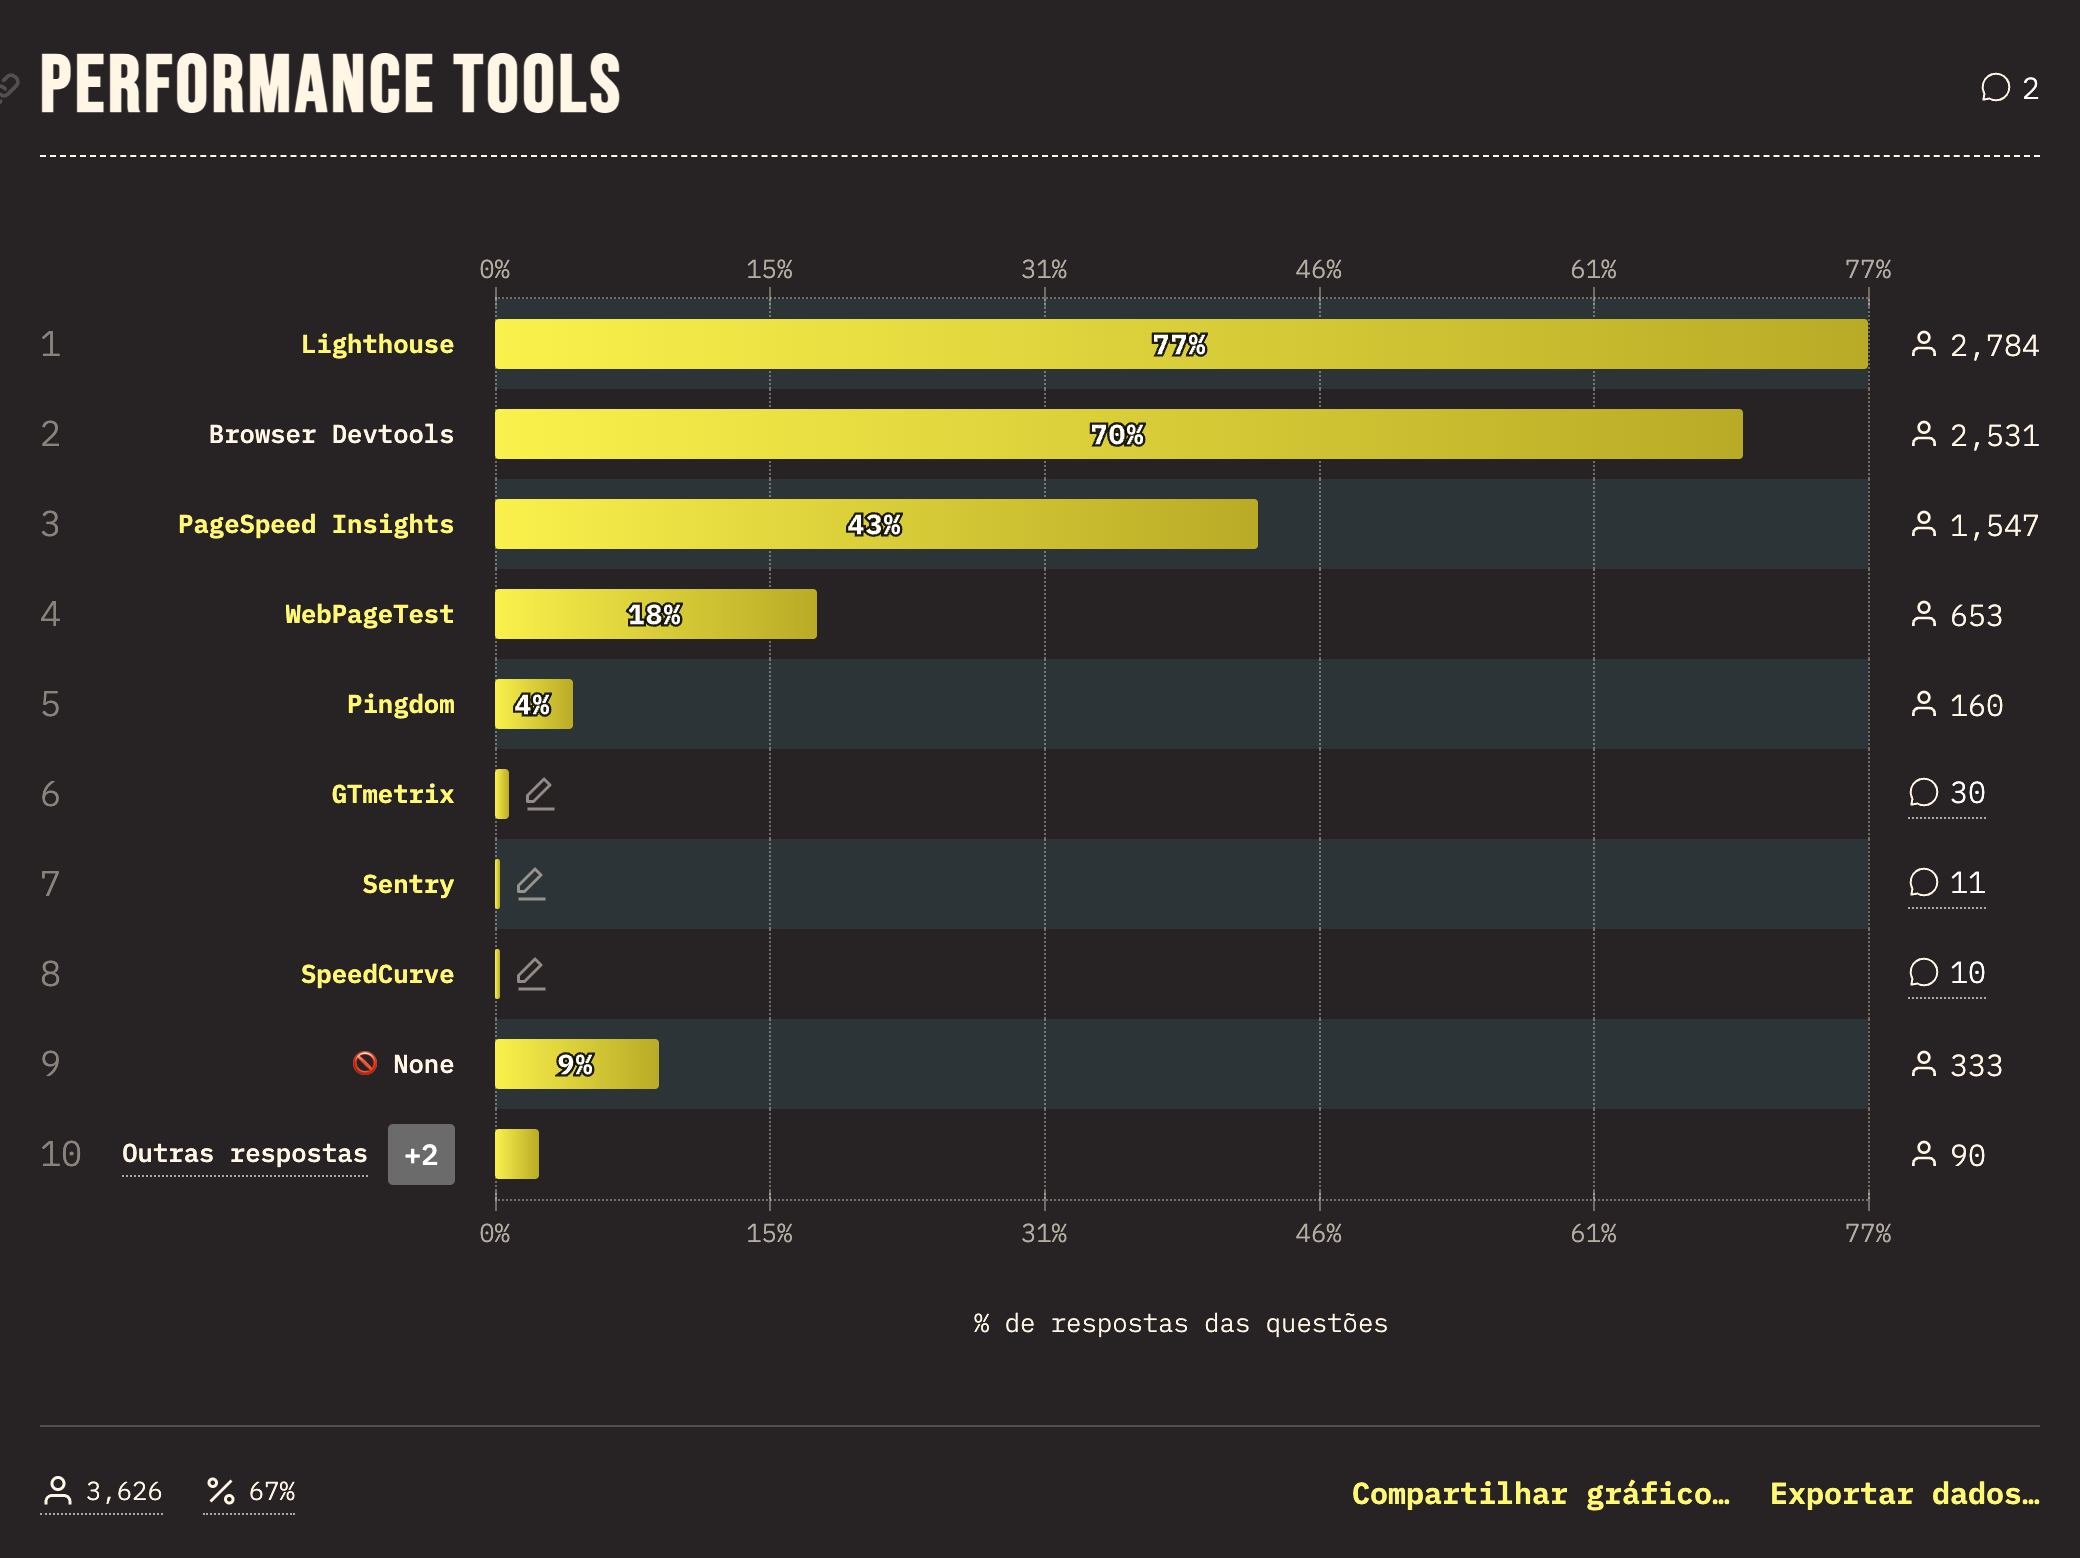 PERFORMANCE TOOLS
2
0% 15% 31% 46% 61% 77%
1 Lighthouse 77% 2,784
2 Browser Devtools 70% 2,531
3 PageSpeed Insights 43% 1,547
4 WebPageTest 18% 653
5 Pingdom 4% 160
6 GTmetrix 30
7 Sentry 11
8 SpeedCurve 10
9 None 9% 333
10 Outras respostas +2 90
0% 15% 31% 46% 61% 77%
% de respostas das questões
3,626 67% Compartilhar gráfico… Exportar dados…